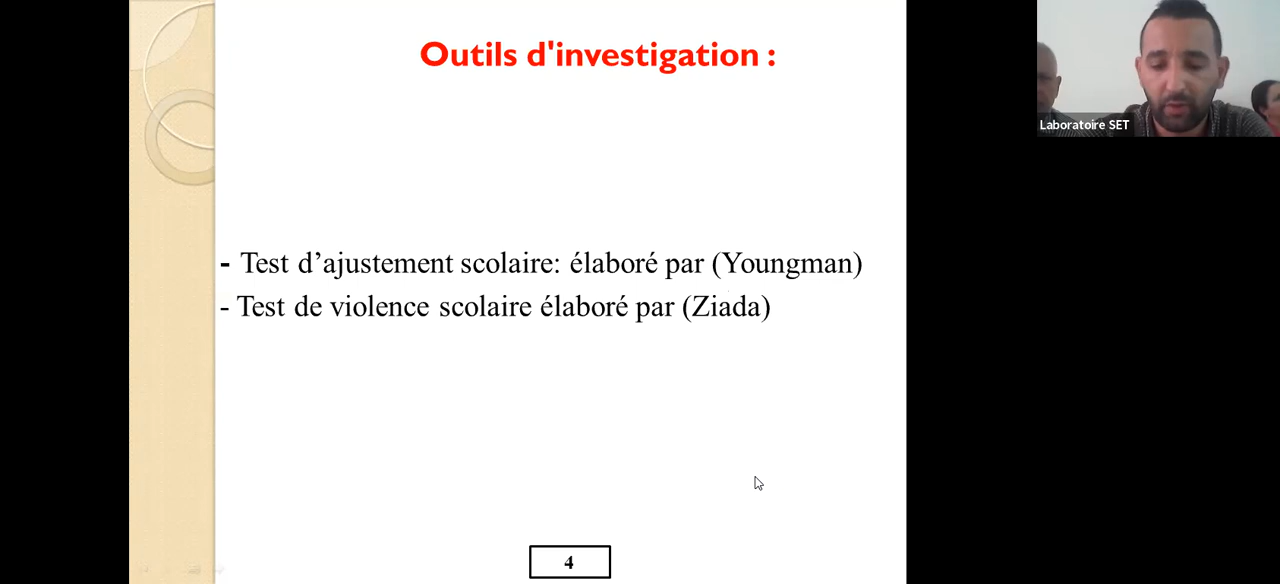 Outils d'investigation :
Laboratoire SET
- Test d’ajustement scolaire: élaboré par (Youngman)
- Test de violence scolaire élaboré par (Ziada)
4